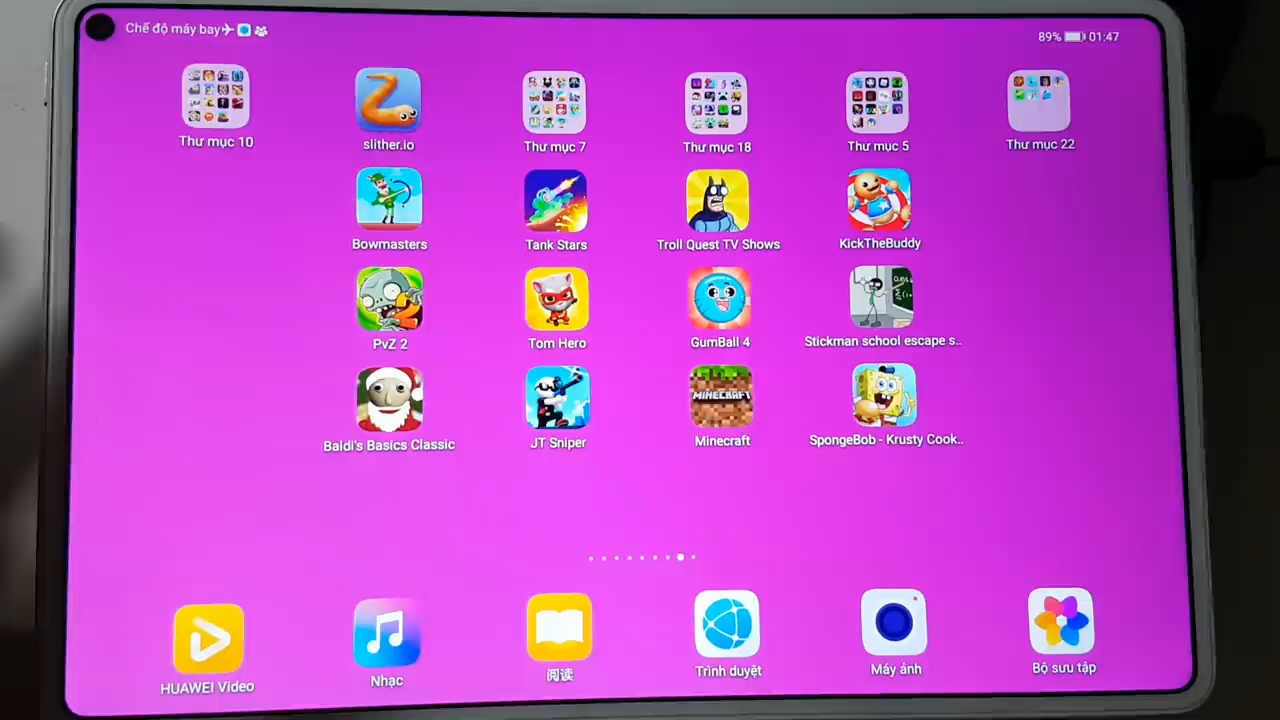 Chế độ máy bay
89% 01:47
Thư mục 10
slither.io
Thư mục 7
Thư mục 18
Thư mục 5
Thư mục 22
Bowmasters
Tank Stars
Troll Quest TV Shows
KickTheBuddy
PvZ 2
Tom Hero
GumBall 4
Stickman school escape s..
MINECRAFT
Baldi's Basics Classic
JT Sniper
Minecraft
SpongeBob - Krusty Cook..
HUAWEI Video
Nhạc
阅读
Trình duyệt
Máy ảnh
Bộ sưu tập